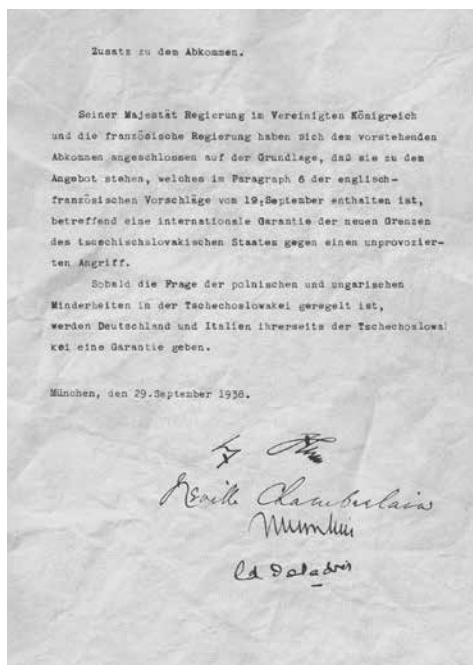 Zusatz zu dem Abkommen.
Seiner Majestät Regierung im Vereinigten Königreich
und die französische Regierung haben sich dem vorstehenden
Abkommen angeschlossen auf der Grundlage, daß sie zu dem
Angebot stehen, welches im Paragraph 6 der englisch-
französischen Vorschläge vom 19.September enthalten ist,
betreffend eine internationale Garantie der neuen Grenzen
des tschechischslovakischen Staates gegen einen unprovozier-
ten Angriff.
Sobald die Frage der polnischen und ungarischen
Minderheiten in der Tschechoslowakei geregelt ist,
werden Deutschland und Italien ihrerseits der Tschechoslowa
kei eine Garantie geben.
München, den 29.September 1938.
Neville Chamberlain
Ed Daladier